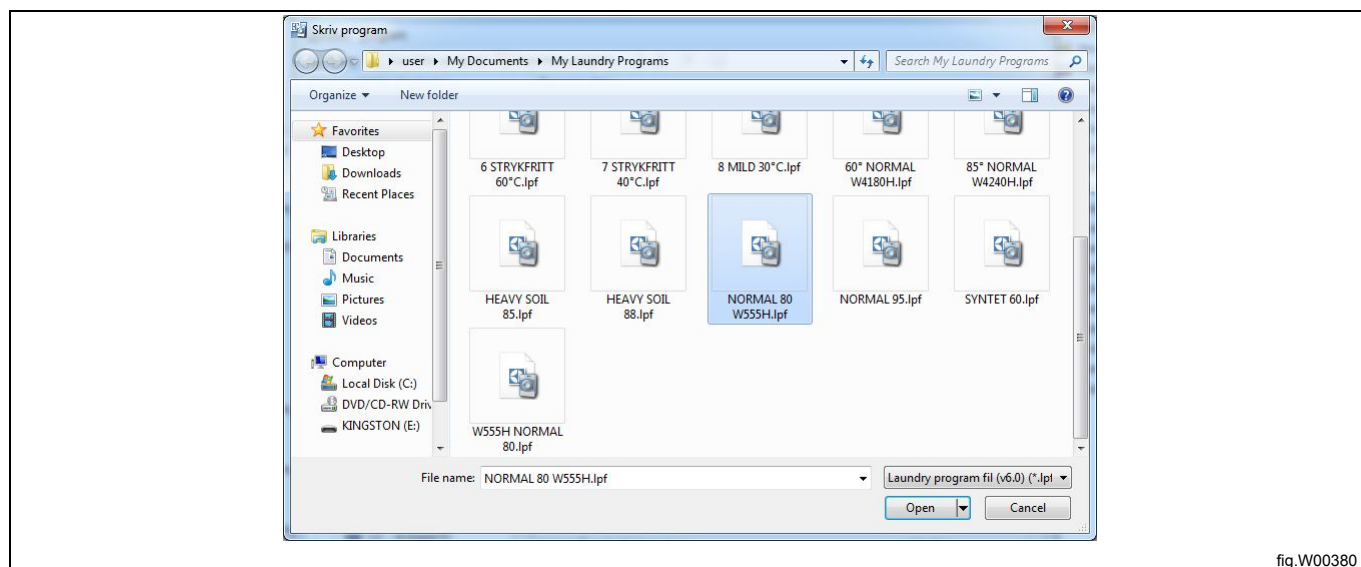 Skriv program
user ▸ My Documents ▸ My Laundry Programs
Search My Laundry Programs
Organize
New folder
Favorites
Desktop
Downloads
Recent Places
Libraries
Documents
Music
Pictures
Videos
Computer
Local Disk (C:)
DVD/CD-RW Driv
KINGSTON (E:)
6 STRYKFRITT
60°C.lpf
7 STRYKFRITT
40°C.lpf
8 MILD 30°C.lpf
60° NORMAL
W4180H.lpf
85° NORMAL
W4240H.lpf
HEAVY SOIL
85.lpf
HEAVY SOIL
88.lpf
NORMAL 80
W555H.lpf
NORMAL 95.lpf
SYNTET 60.lpf
W555H NORMAL
80.lpf
File name:
NORMAL 80 W555H.lpf
Laundry program fil (v6.0) (*.lpf
Open
Cancel
fig.W00380